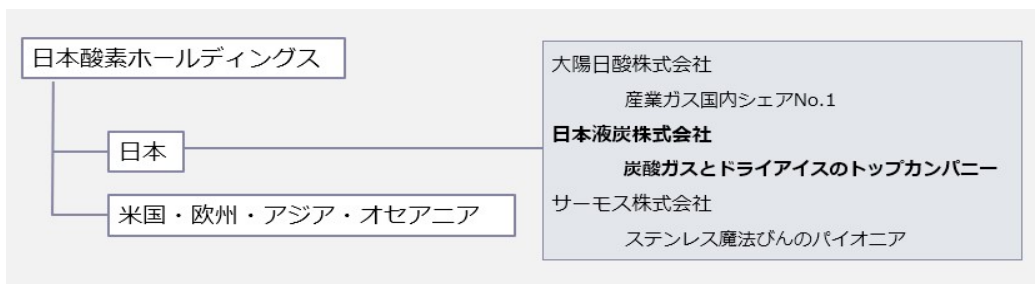 日本酸素ホールディングス
日本
米国・欧州・アジア・オセアニア
大陽日酸株式会社
産業ガス国内シェアNo.1
日本液炭株式会社
炭酸ガスとドライアイスのトップカンパニー
サーモス株式会社
ステンレス魔法びんのパイオニア